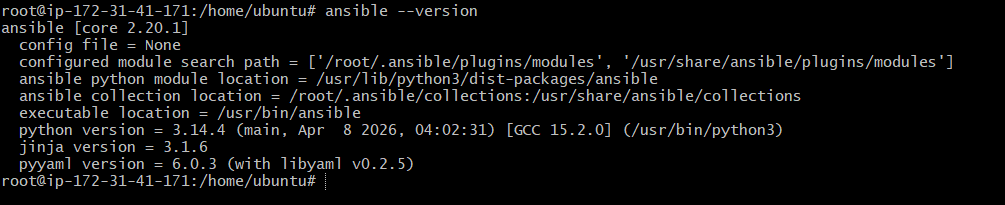 root@ip-172-31-41-171:/home/ubuntu# ansible --version
ansible [core 2.20.1]
  config file = None
  configured module search path = ['/root/.ansible/plugins/modules', '/usr/share/ansible/plugins/modules']
  ansible python module location = /usr/lib/python3/dist-packages/ansible
  ansible collection location = /root/.ansible/collections:/usr/share/ansible/collections
  executable location = /usr/bin/ansible
  python version = 3.14.4 (main, Apr  8 2026, 04:02:31) [GCC 15.2.0] (/usr/bin/python3)
  jinja version = 3.1.6
  pyyaml version = 6.0.3 (with libyaml v0.2.5)
root@ip-172-31-41-171:/home/ubuntu#